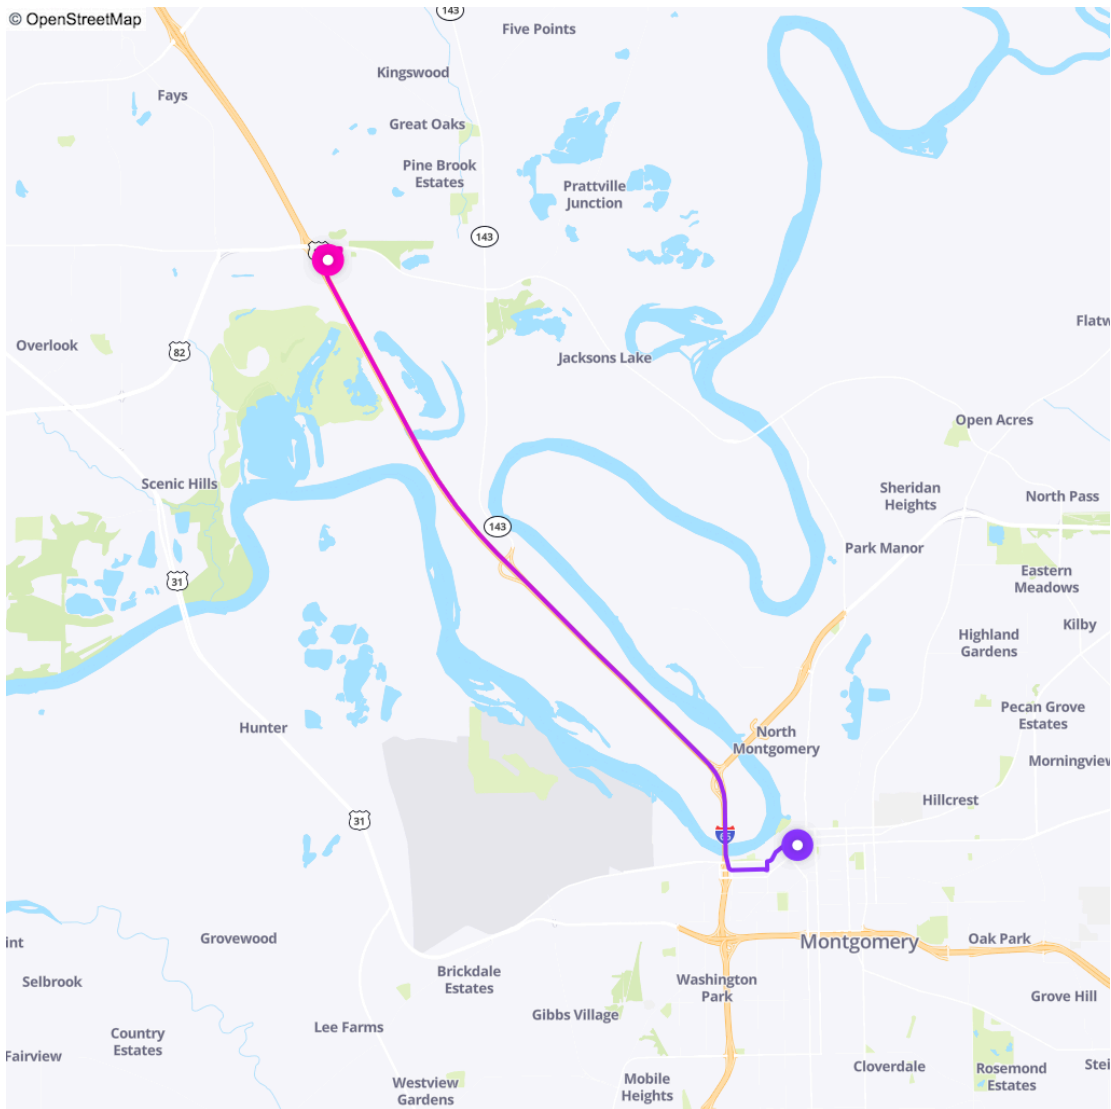 © OpenStreetMap
143
Five Points
Kingswood
Fays
Great Oaks
Pine Brook
Estates
Prattville
Junction
143
Flatw
Overlook
82
Jacksons Lake
Open Acres
Scenic Hills
Sheridan
Heights
North Pass
143
Park Manor
Eastern
Meadows
31
Kilby
Highland
Gardens
Pecan Grove
Estates
Hunter
North
Montgomery
Morningview
Hillcrest
31
65
Grovewood
int
Montgomery
Oak Park
Selbrook
Brickdale
Estates
Washington
Park
Grove Hill
Gibbs Village
Lee Farms
Country
Estates
Fairview
Cloverdale
Rosemond
Estates
Stei
Westview
Gardens
Mobile
Heights